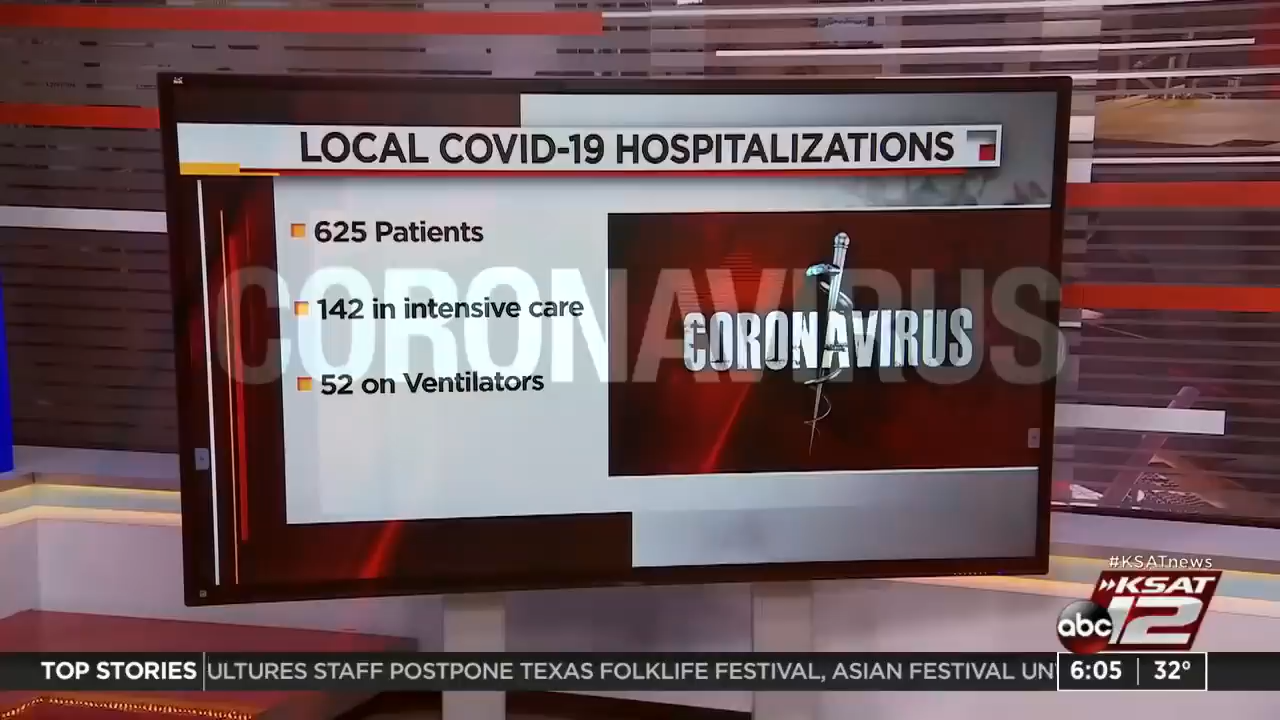 LOCAL COVID-19 HOSPITALIZATIONS
625 Patients
142 in intensive care
52 on Ventilators
CORONAVIRUS
CORONAVIRUS
#KSATnews
KSAT
abc 12
TOP STORIES ULTURES STAFF POSTPONE TEXAS FOLKLIFE FESTIVAL, ASIAN FESTIVAL UN 6:05 32°